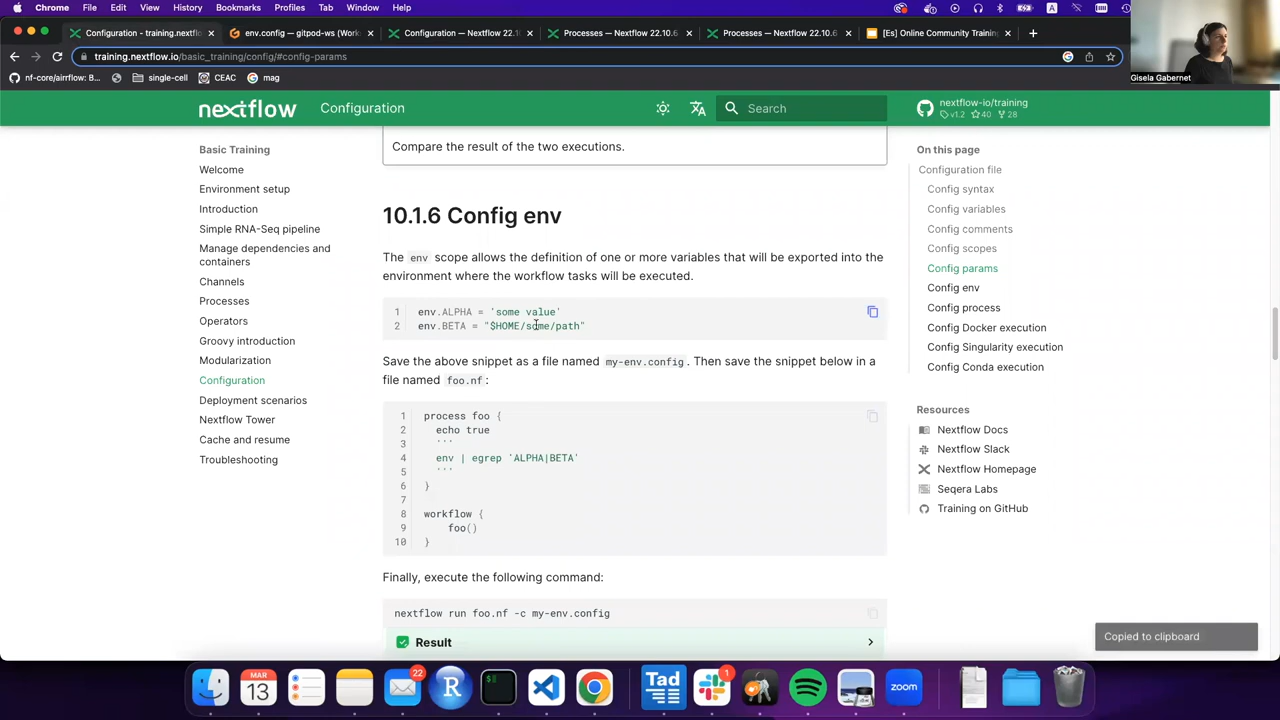 Chrome File Edit View History Bookmarks Profiles Tab Window Help
Configuration - training.nextfl
env.config — gitpod-ws (Work
Configuration — Nextflow 22.1
Processes — Nextflow 22.10.6
Processes — Nextflow 22.10.6
[Es] Online Community Trainin
training.nextflow.io/basic_training/config/#config-params
nf-core/airrflow: B...
single-cell
CEAC
mag
Gisela Gabernet
nextflow
Configuration
Search
nextflow-io/training
v1.2 40 28
Basic Training
Welcome
Environment setup
Introduction
Simple RNA-Seq pipeline
Manage dependencies and
containers
Channels
Processes
Operators
Groovy introduction
Modularization
Configuration
Deployment scenarios
Nextflow Tower
Cache and resume
Troubleshooting
Compare the result of the two executions.
10.1.6 Config env
The env scope allows the definition of one or more variables that will be exported into the
environment where the workflow tasks will be executed.
1 env.ALPHA = 'some value'
2 env.BETA = "$HOME/some/path"
Save the above snippet as a file named my-env.config. Then save the snippet below in a
file named foo.nf:
1 process foo {
2 echo true
3 '''
4 env | egrep 'ALPHA|BETA'
5 '''
6 }
7
8 workflow {
9 foo()
10 }
Finally, execute the following command:
nextflow run foo.nf -c my-env.config
Result
On this page
Configuration file
Config syntax
Config variables
Config comments
Config scopes
Config params
Config env
Config process
Config Docker execution
Config Singularity execution
Config Conda execution
Resources
Nextflow Docs
Nextflow Slack
Nextflow Homepage
Seqera Labs
Training on GitHub
Copied to clipboard
MAR
13
22
R
Tad
1
zoom